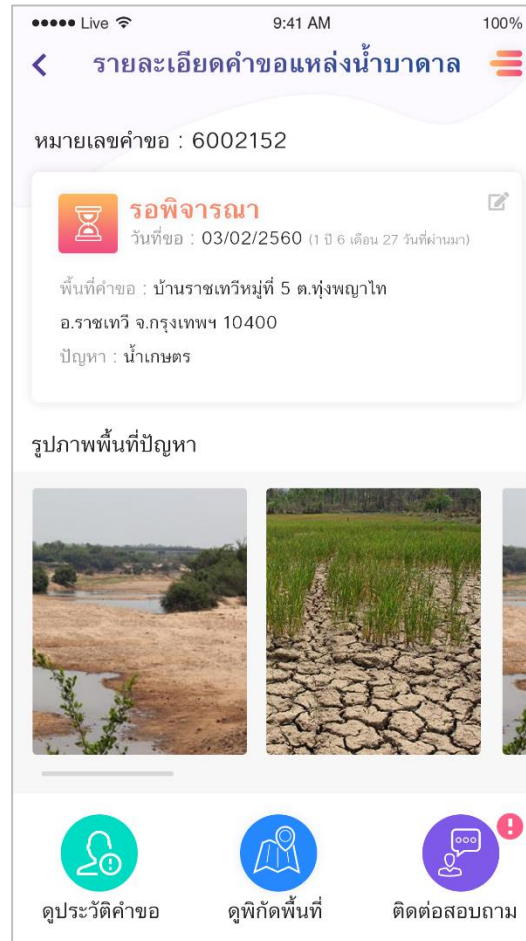 Live 9:41 AM 100%
รายละเอียดคำขอแหล่งน้ำบาดาล
หมายเลขคำขอ : 6002152
รอพิจารณา
วันที่ขอ : 03/02/2560 (1 ปี 6 เดือน 27 วันที่ผ่านมา)
พื้นที่คำขอ : บ้านราชเทวีหมู่ที่ 5 ต.ทุ่งพญาไท
อ.ราชเทวี จ.กรุงเทพฯ 10400
ปัญหา : น้ำเกษตร
รูปภาพพื้นที่ปัญหา
ดูประวัติคำขอ ดูพิกัดพื้นที่ ติดต่อสอบถาม